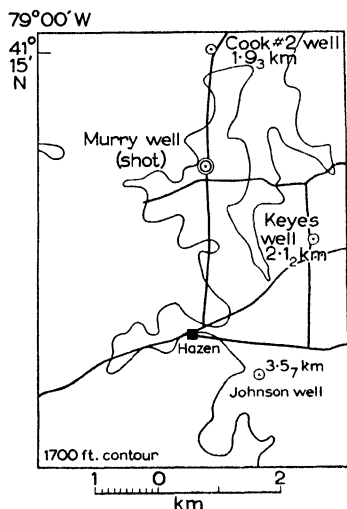 79°00′W
41°
15′
N
Cook #2 well
1·9₃ km
Murry well
(shot)
Keyes
well
2·1₂ km
Hazen
3·5₇ km
Johnson well
1700 ft. contour
1 0 2
km